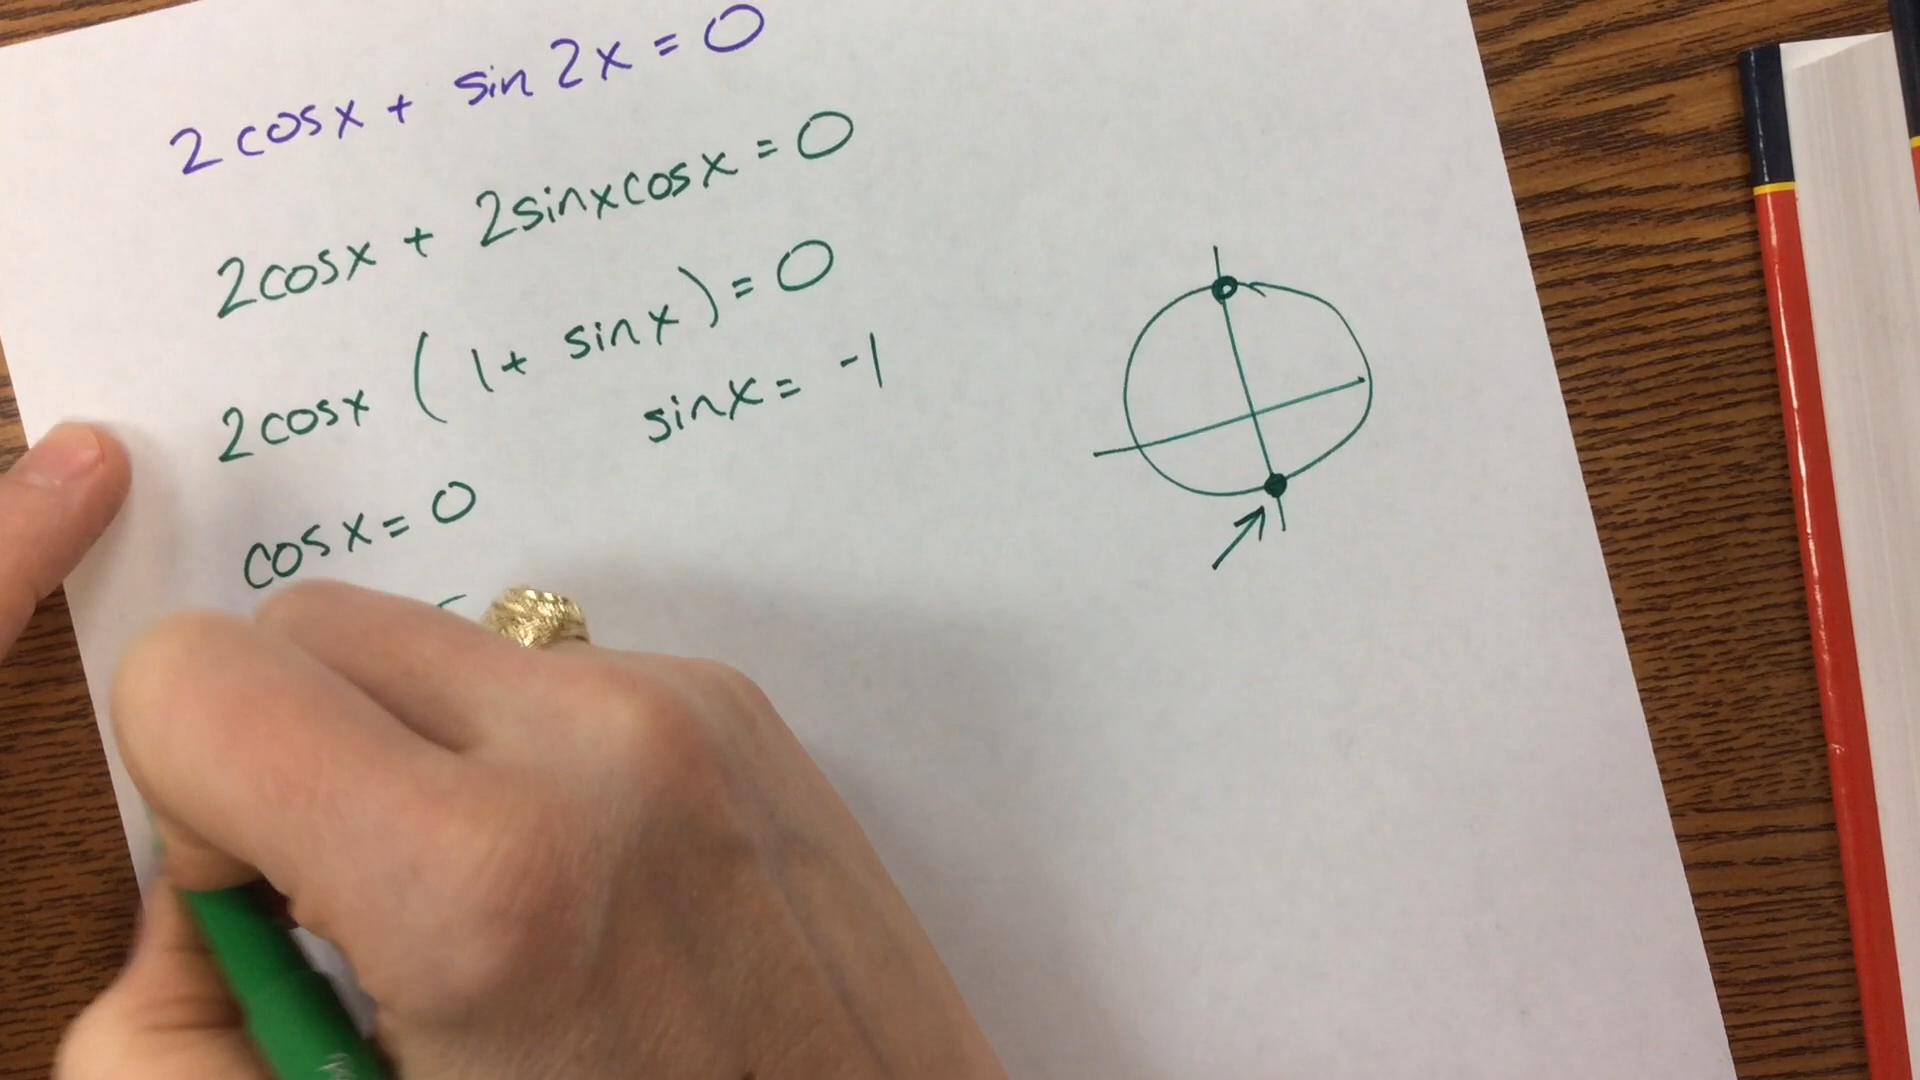 2cosx + sin 2x = 0
2cosx + 2sinxcosx = 0
2cosx (1+ sinx) = 0
sinx = -1
cosx = 0